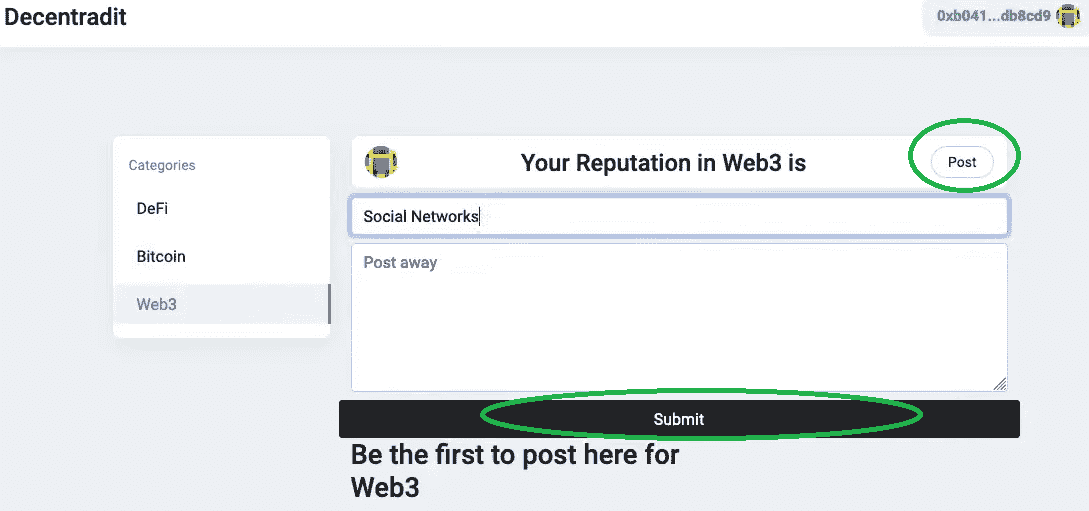 Decentradit
0xb041...db8cd9
Categories
DeFi
Bitcoin
Web3
Your Reputation in Web3 is
Post
Social Networks
Post away
Submit
Be the first to post here for
Web3